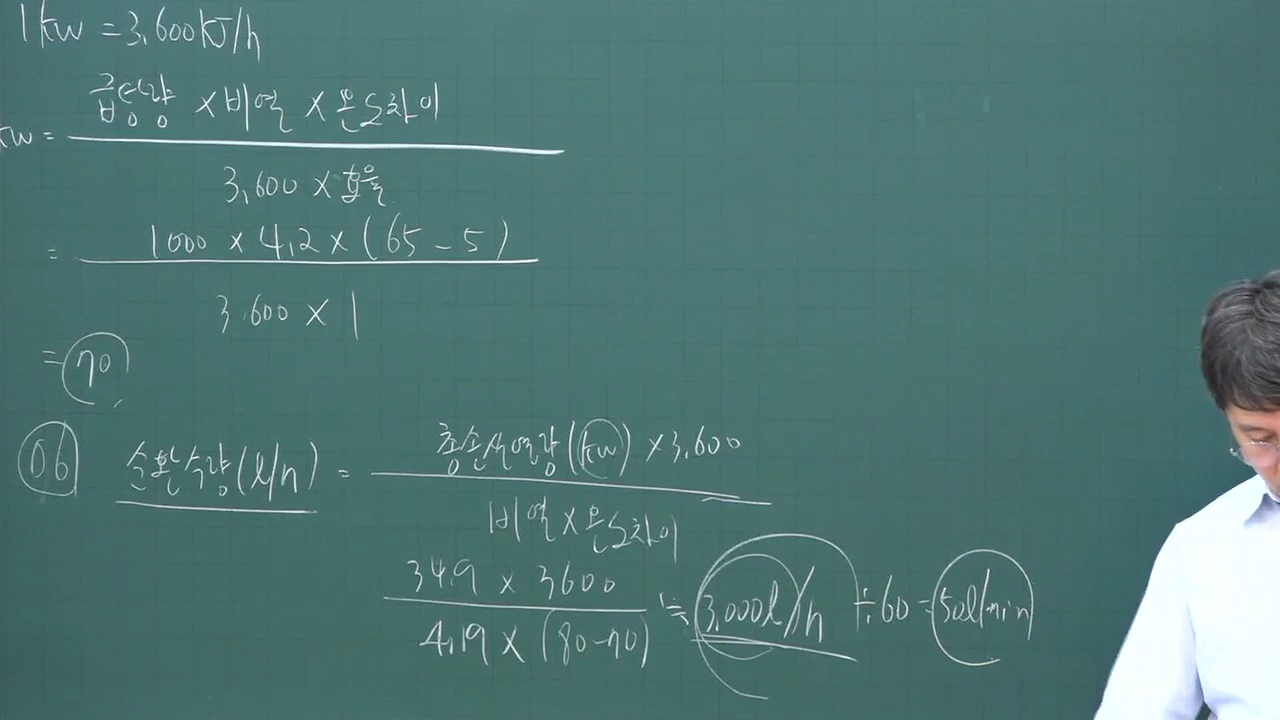 1kw = 3,600kJ/h
급탕량 × 비열 × 온도차이
kw =
3,600 × 효율
= 1000 × 4.2 × (65 - 5)
3.600 × 1
= 70
06 순환수량(l/h) = 총손실열량(kw) × 3,600
비열 × 온도차이
34.9 × 3600
4.19 × (80-70)
≒ 3,000l/h ÷ 60 = 50l/min